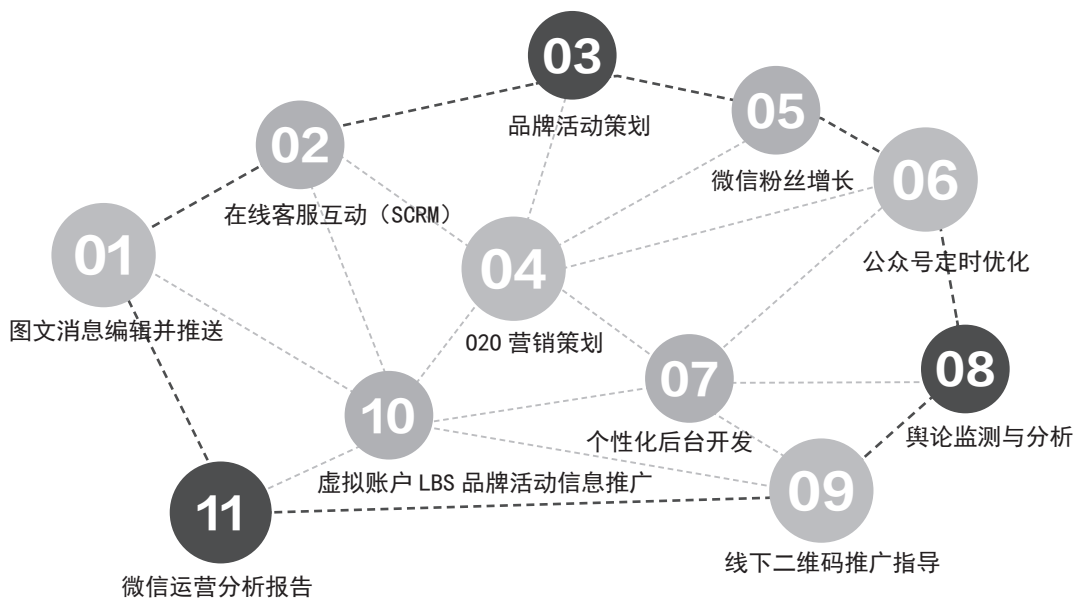 03
品牌活动策划
05
微信粉丝增长
02
在线客服互动（SCRM）
06
公众号定时优化
01
图文消息编辑并推送
04
020 营销策划
07
个性化后台开发
08
舆论监测与分析
10
虚拟账户 LBS 品牌活动信息推广
09
线下二维码推广指导
11
微信运营分析报告